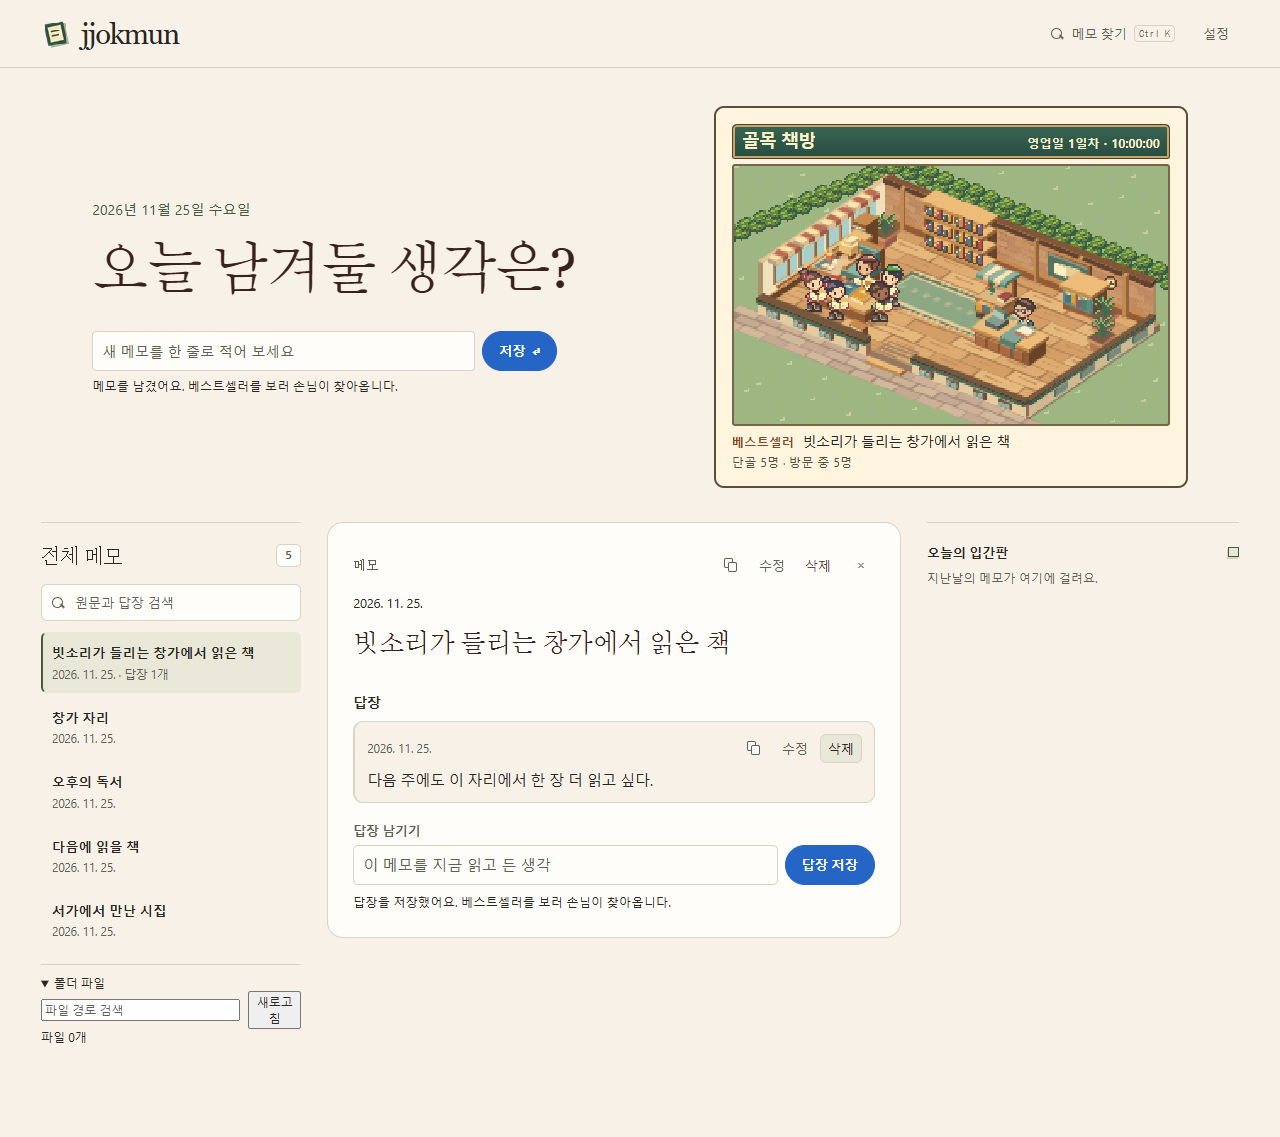 jjokmun
메모 찾기 Ctrl K 설정
2026년 11월 25일 수요일
오늘 남겨둘 생각은?
새 메모를 한 줄로 적어 보세요
저장
메모를 남겼어요. 베스트셀러를 보러 손님이 찾아옵니다.
골목 책방
영업일 1일차 · 10:00:00
베스트셀러 빗소리가 들리는 창가에서 읽은 책
단골 5명 · 방문 중 5명
전체 메모 5
원문과 답장 검색
빗소리가 들리는 창가에서 읽은 책
2026. 11. 25. · 답장 1개
창가 자리
2026. 11. 25.
오후의 독서
2026. 11. 25.
다음에 읽을 책
2026. 11. 25.
서가에서 만난 시집
2026. 11. 25.
▼ 폴더 파일
파일 경로 검색
새로고
침
파일 0개
메모 수정 삭제 ×
2026. 11. 25.
빗소리가 들리는 창가에서 읽은 책
답장
2026. 11. 25. 수정 삭제
다음 주에도 이 자리에서 한 장 더 읽고 싶다.
답장 남기기
이 메모를 지금 읽고 든 생각
답장 저장
답장을 저장했어요. 베스트셀러를 보러 손님이 찾아옵니다.
오늘의 입간판
지난날의 메모가 여기에 걸려요.